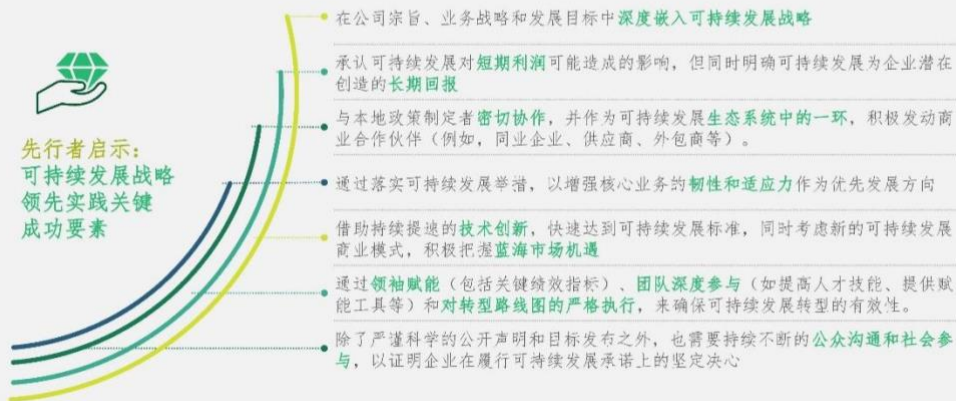 先行者启示：
可持续发展战略
领先实践关键
成功要素
在公司宗旨、业务战略和发展目标中深度嵌入可持续发展战略
承认可持续发展对短期利润可能造成的影响，但同时明确可持续发展为企业潜在
创造的长期回报
与本地政策制定者密切协作，并作为可持续发展生态系统中的一环，积极发动商
业合作伙伴（例如，同业企业、供应商、外包商等）。
通过落实可持续发展举措，以增强核心业务的韧性和适应力作为优先发展方向
借助持续提速的技术创新，快速达到可持续发展标准，同时考虑新的可持续发展
商业模式，积极把握蓝海市场机遇
通过领袖赋能（包括关键绩效指标）、团队深度参与（如提高人才技能、提供赋
能工具等）和对转型路线图的严格执行，来确保可持续发展转型的有效性。
除了严谨科学的公开声明和目标发布之外，也需要持续不断的公众沟通和社会参
与，以证明企业在履行可持续发展承诺上的坚定决心